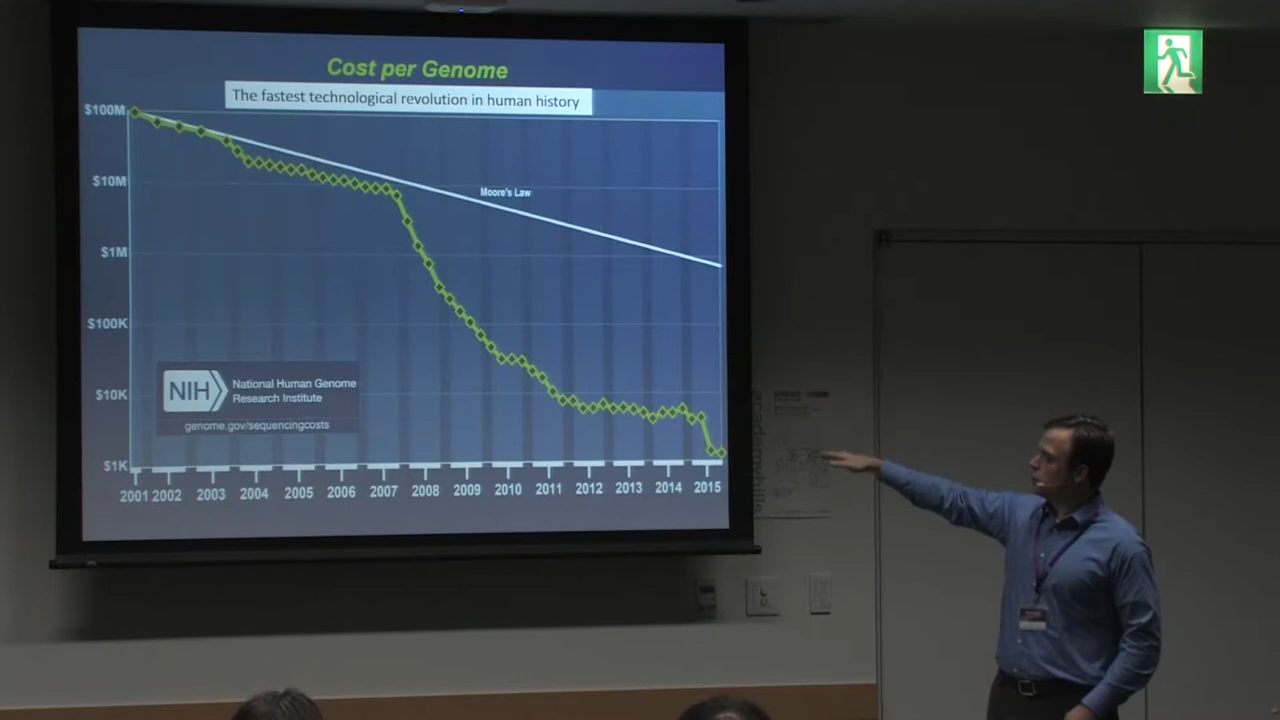 Cost per Genome
The fastest technological revolution in human history
$100M
$10M
$1M
$100K
$10K
$1K
Moore's Law
NIH
National Human Genome
Research Institute
genome.gov/sequencingcosts
2001 2002 2003 2004 2005 2006 2007 2008 2009 2010 2011 2012 2013 2014 2015
academyhills